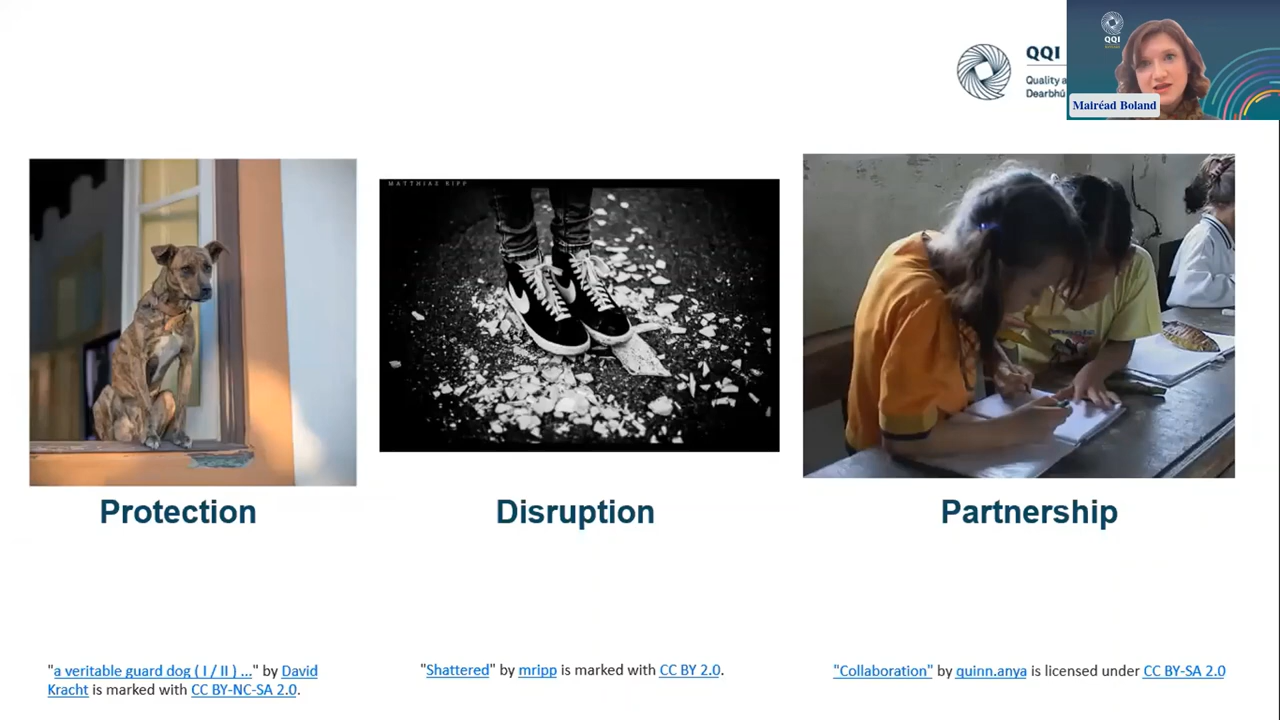 QQI
QQI
Quality a
Dearbhú
Mairéad Boland
MATTHIAS RIPP
Protection
Disruption
Partnership
"a veritable guard dog ( I / II ) ..." by David
Kracht is marked with CC BY-NC-SA 2.0.
"Shattered" by mripp is marked with CC BY 2.0.
"Collaboration" by quinn.anya is licensed under CC BY-SA 2.0